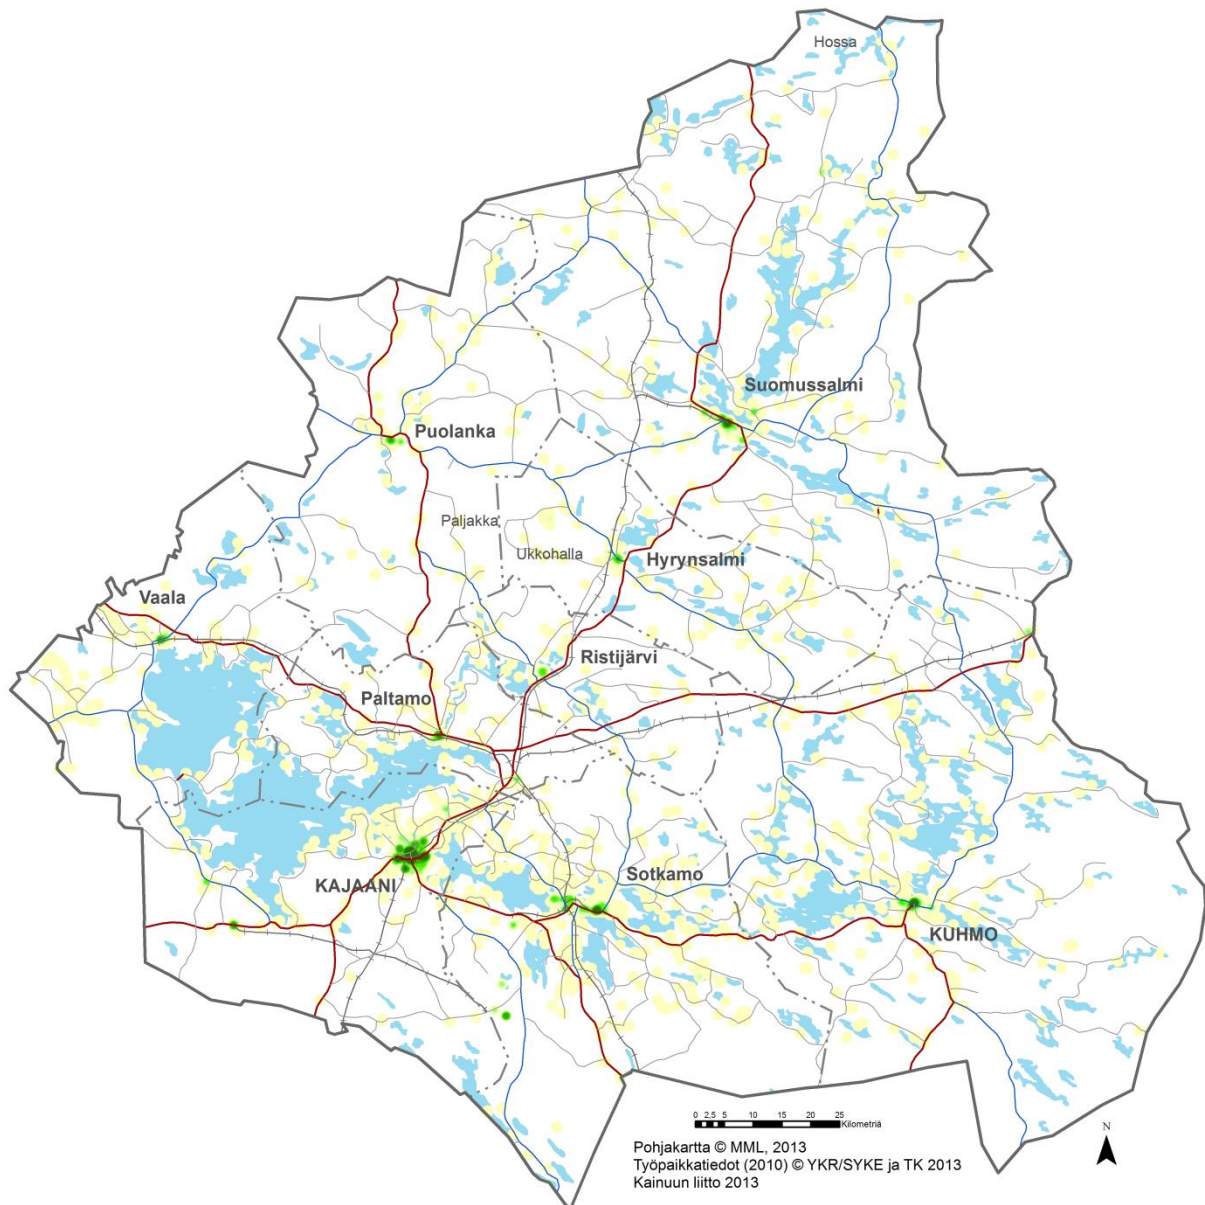 Hossa
Suomussalmi
Puolanka
Paljakka
Ukkohalla
Hyrynsalmi
Vaala
Ristijärvi
Paltamo
Sotkamo
KAJAANI
KUHMO
0 2,5 5 10 15 20 25
Kilometriä
N
Pohjakartta © MML, 2013
Työpaikkatiedot (2010) © YKR/SYKE ja TK 2013
Kainuun liitto 2013